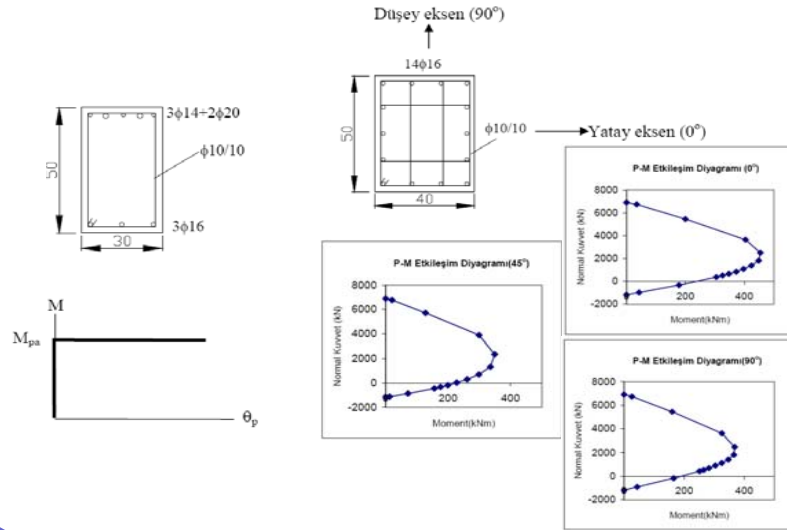 Düşey eksen (90°)
14ϕ16
50
ϕ10/10
Yatay eksen (0°)
40
3ϕ14+2ϕ20
ϕ10/10
50
3ϕ16
30
M
Mpa
θp
P-M Etkileşim Diyagramı(45°)
Normal Kuvvet (kN)
8000
6000
4000
2000
0
-2000
0
200
400
Moment(kNm)
P-M Etkileşim Diyagramı (0°)
Normal Kuvvet (kN)
8000
6000
4000
2000
0
-2000
0
200
400
Moment(kNm)
P-M Etkileşim Diyagramı(90°)
Normal Kuvvet (kN)
8000
6000
4000
2000
0
-2000
0
200
400
Moment(kNm)